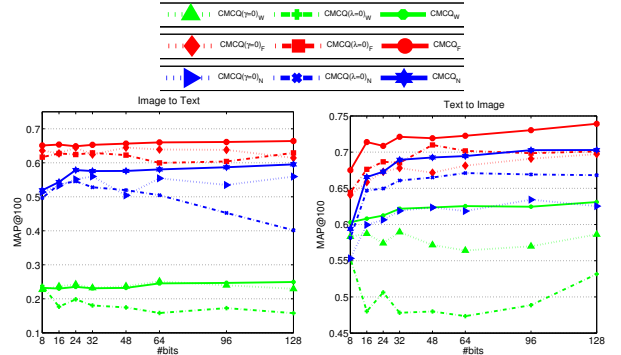 CMCQ(γ=0)W CMCQ(λ=0)W CMCQW
CMCQ(γ=0)F CMCQ(λ=0)F CMCQF
CMCQ(γ=0)N CMCQ(λ=0)N CMCQN
Image to Text
MAP@100
0.7
0.6
0.5
0.4
0.3
0.2
0.1
8 16 24 32 48 64 96 128
#bits
Text to Image
MAP@100
0.75
0.7
0.65
0.6
0.55
0.5
0.45
8 16 24 32 48 64 96 128
#bits